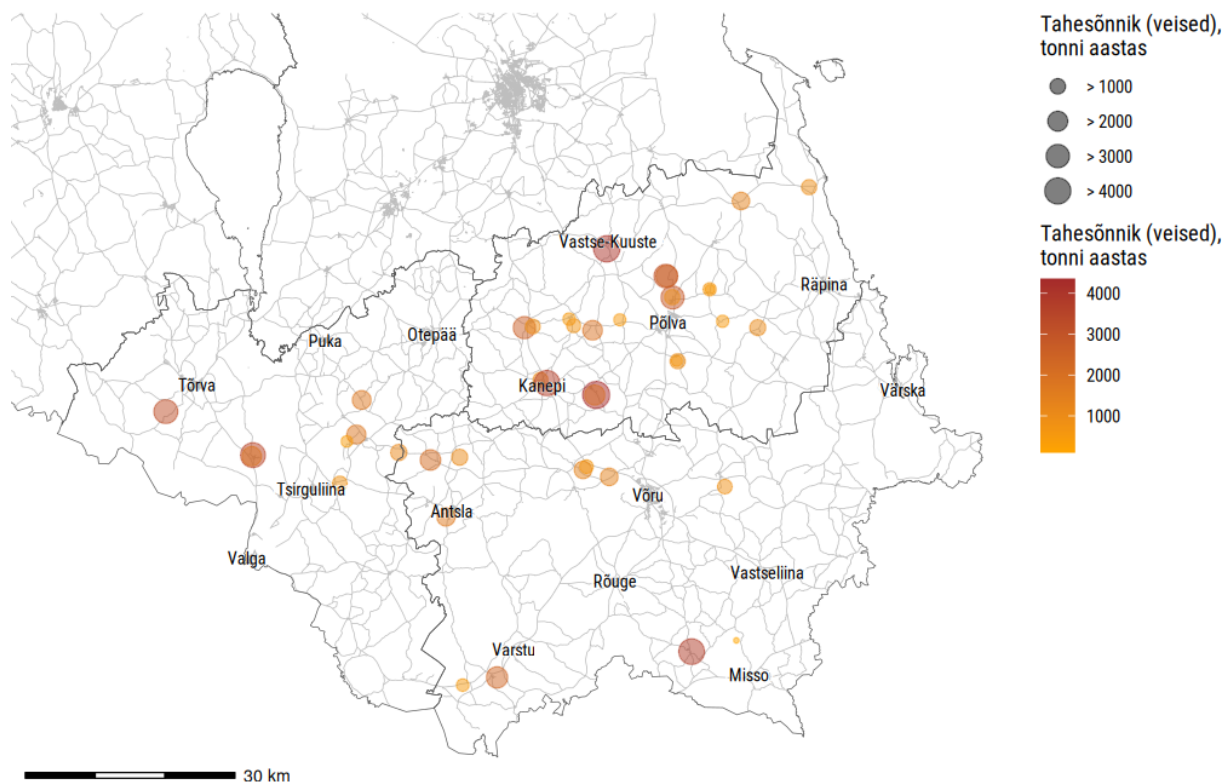 Tahesõnnik (veised),
tonni aastas
> 1000
> 2000
> 3000
> 4000
Tahesõnnik (veised),
tonni aastas
4000
3000
2000
1000
Vastse-Kuuste
Räpina
Põlva
Otepää
Puka
Kanepi
Tõrva
Värska
Tsirguliina
Võru
Antsla
Valga
Rõuge
Vastseliina
Varstu
Misso
30 km